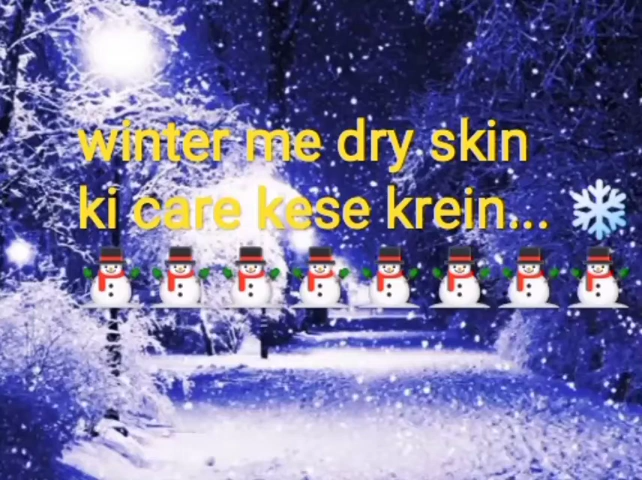 winter me dry skin
ki care kese krein... ❄️
⛄⛄⛄⛄⛄⛄⛄⛄